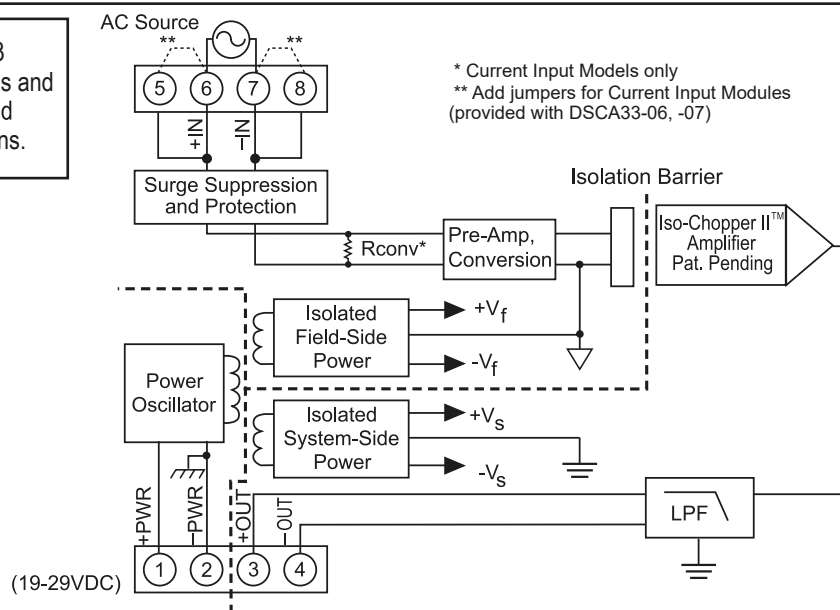 3
s and
d
ns.
AC Source
** **
5 6 7 8
+IN –IN
* Current Input Models only
** Add jumpers for Current Input Modules
(provided with DSCA33-06, -07)
Surge Suppression
and Protection
Isolation Barrier
Rconv*
Pre-Amp,
Conversion
Iso-Chopper II™
Amplifier
Pat. Pending
Isolated
Field-Side
Power
+Vf
-Vf
Power
Oscillator
Isolated
System-Side
Power
+Vs
-Vs
+PWR –PWR +OUT –OUT
LPF
(19-29VDC) 1 2 3 4